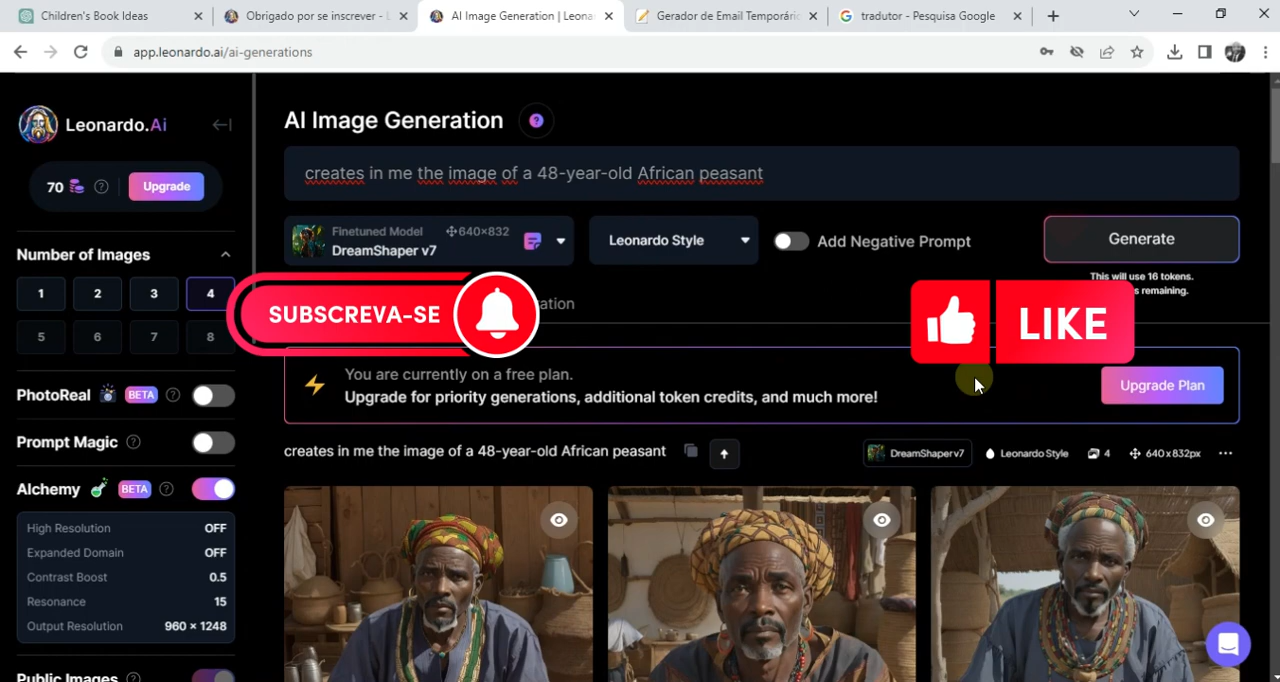 Children's Book Ideas
Obrigado por se inscrever - L
AI Image Generation | Leona
Gerador de Email Temporário
tradutor - Pesquisa Google
app.leonardo.ai/ai-generations
Leonardo.Ai
70
Upgrade
Number of Images
1 2 3 4
5 6 7 8
PhotoReal BETA
Prompt Magic
Alchemy BETA
High Resolution OFF
Expanded Domain OFF
Contrast Boost 0.5
Resonance 15
Output Resolution 960 × 1248
Public Images
AI Image Generation
creates in me the image of a 48-year-old African peasant
Finetuned Model 640×832
DreamShaper v7
Leonardo Style
Add Negative Prompt
Generate
This will use 16 tokens.
remaining.
SUBSCREVA-SE
LIKE
You are currently on a free plan.
Upgrade for priority generations, additional token credits, and much more!
Upgrade Plan
creates in me the image of a 48-year-old African peasant
DreamShaper v7 Leonardo Style 4 640 x 832px